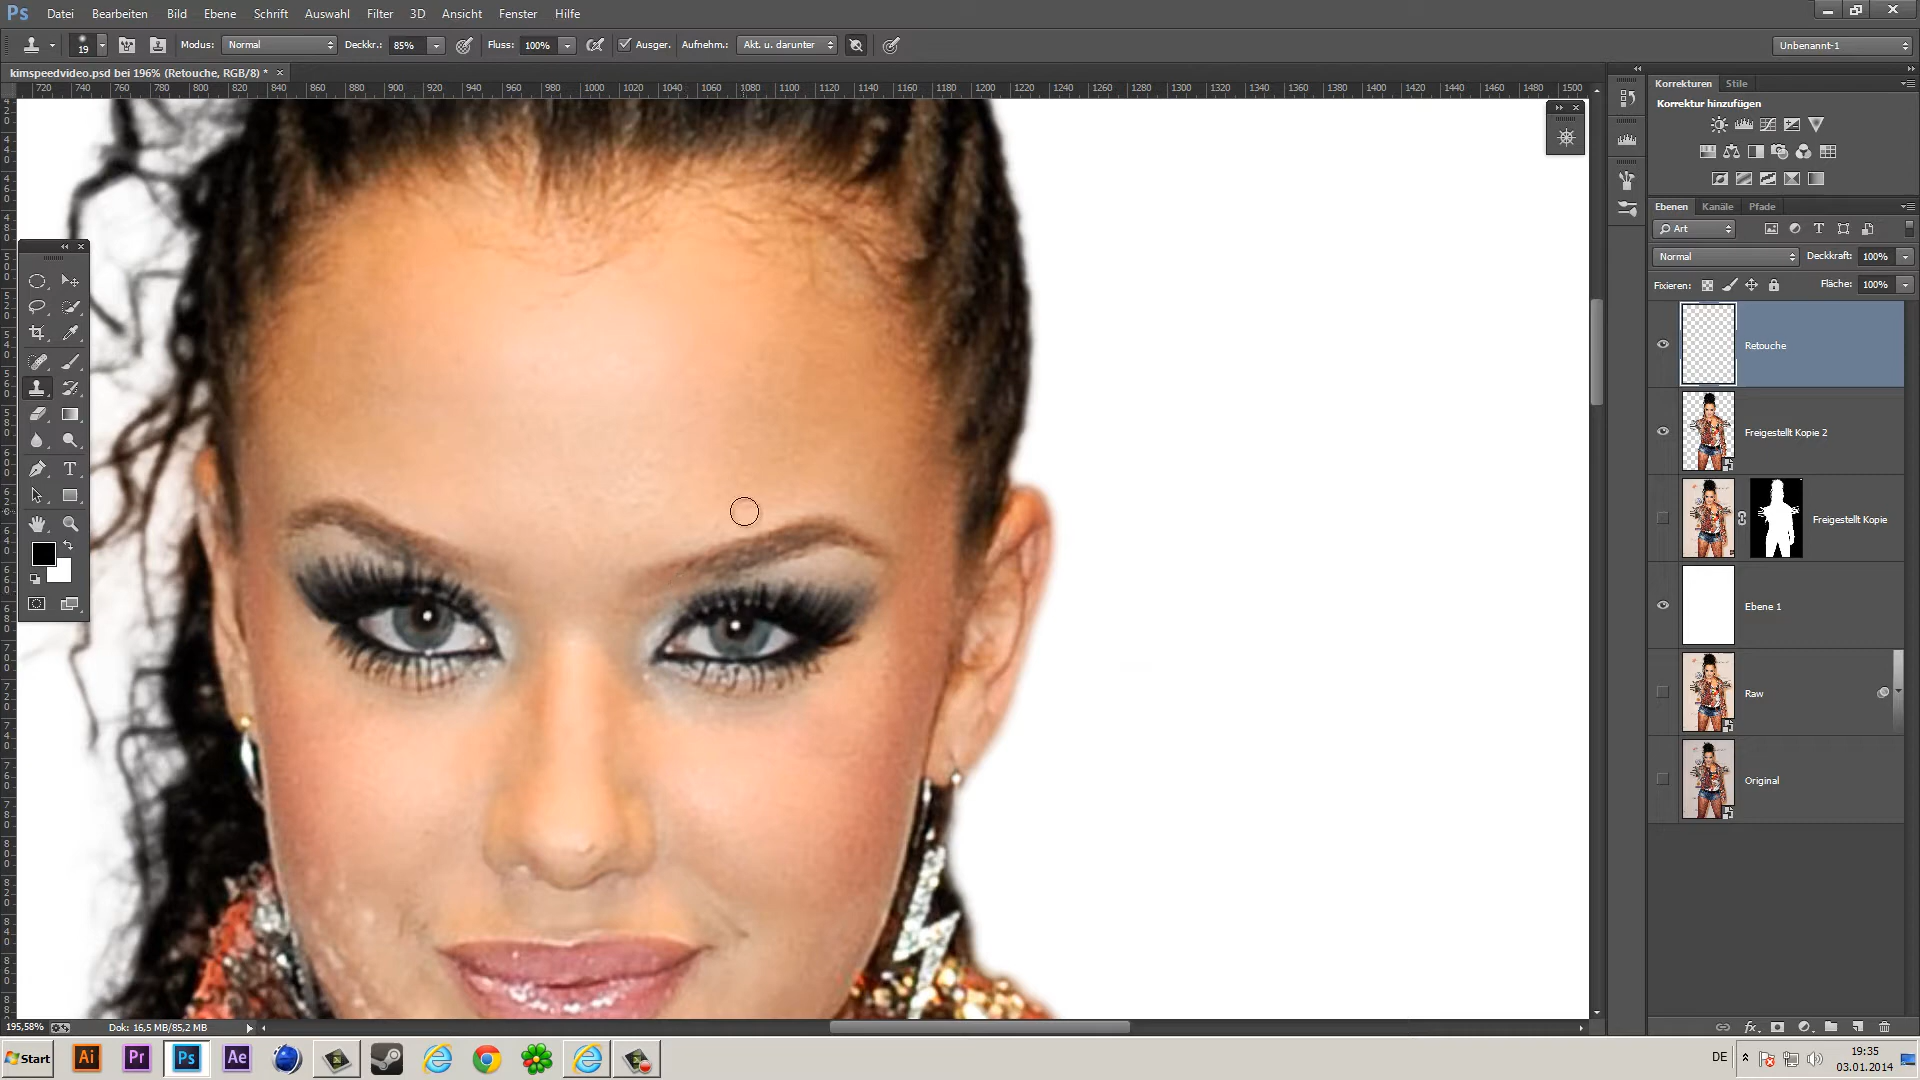 Ps Datei Bearbeiten Bild Ebene Schrift Auswahl Filter 3D Ansicht Fenster Hilfe
19 Modus: Normal Deckkr.: 85% Fluss: 100% Ausger. Aufnehm.: Akt. u. darunter Unbenannt-1
kimspeedvideo.psd bei 196% (Retouche, RGB/8) * ×
720 740 760 780 800 820 840 860 880 900 920 940 960 980 1000 1020 1040 1060 1080 1100 1120 1140 1160 1180 1200 1220 1240 1260 1280 1300 1320 1340 1360 1380 1400 1420 1440 1460 1480 1500
Korrekturen Stile
Korrektur hinzufügen
Ebenen Kanäle Pfade
Art
Normal Deckkraft: 100%
Fixieren: Fläche: 100%
Retouche
Freigestellt Kopie 2
Freigestellt Kopie
Ebene 1
Raw
Original
195,58% Dok: 16,5 MB/85,2 MB
fx
Start Ai Pr Ps Ae DE 19:35
03.01.2014